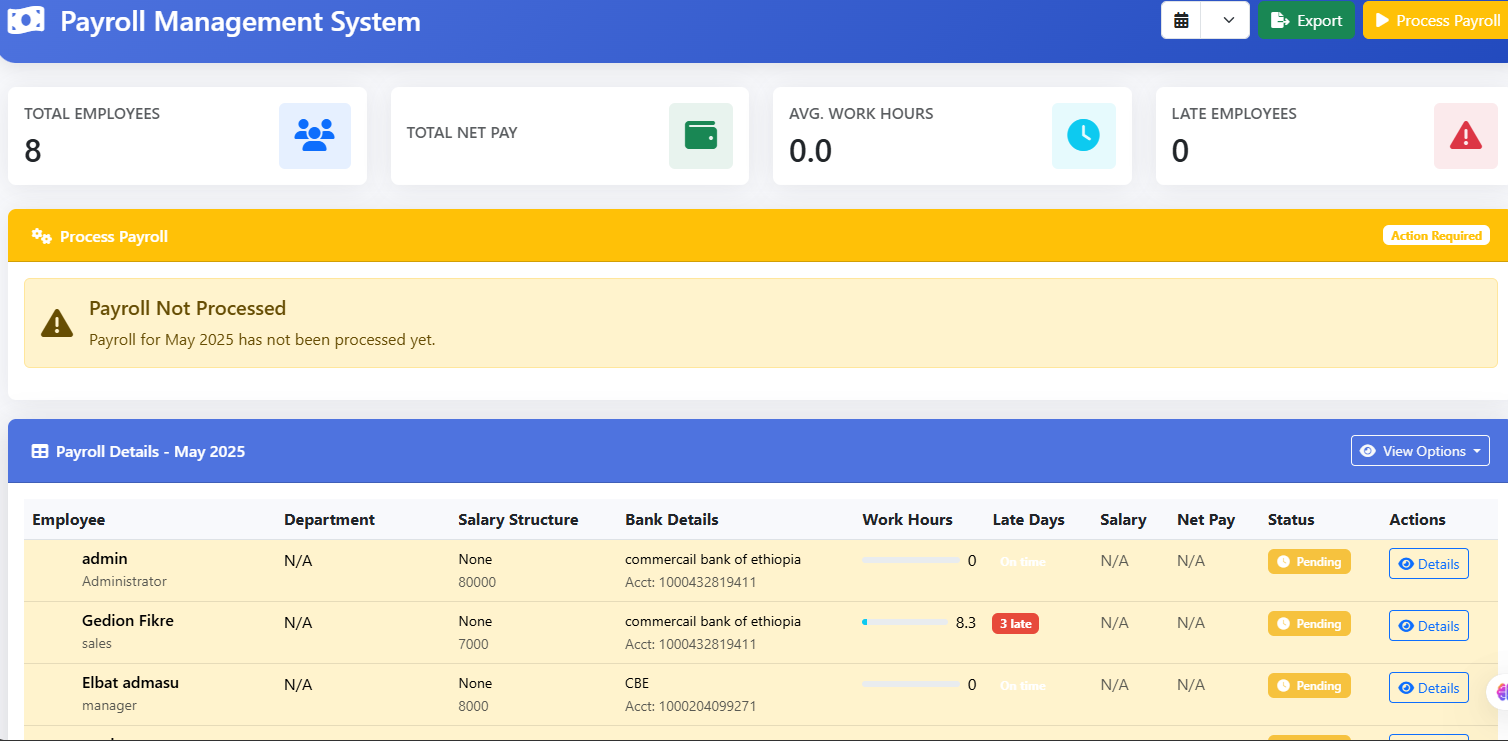 Payroll Management System
Export
Process Payroll
TOTAL EMPLOYEES
8
TOTAL NET PAY
AVG. WORK HOURS
0.0
LATE EMPLOYEES
0
Process Payroll
Action Required
Payroll Not Processed
Payroll for May 2025 has not been processed yet.
Payroll Details - May 2025
View Options
Employee Department Salary Structure Bank Details Work Hours Late Days Salary Net Pay Status Actions
admin N/A None commercail bank of ethiopia 0 On time N/A N/A Pending Details
Administrator 80000 Acct: 1000432819411
Gedion Fikre N/A None commercail bank of ethiopia 8.3 3 late N/A N/A Pending Details
sales 7000 Acct: 1000432819411
Elbat admasu N/A None CBE 0 On time N/A N/A Pending Details
manager 8000 Acct: 1000204099271